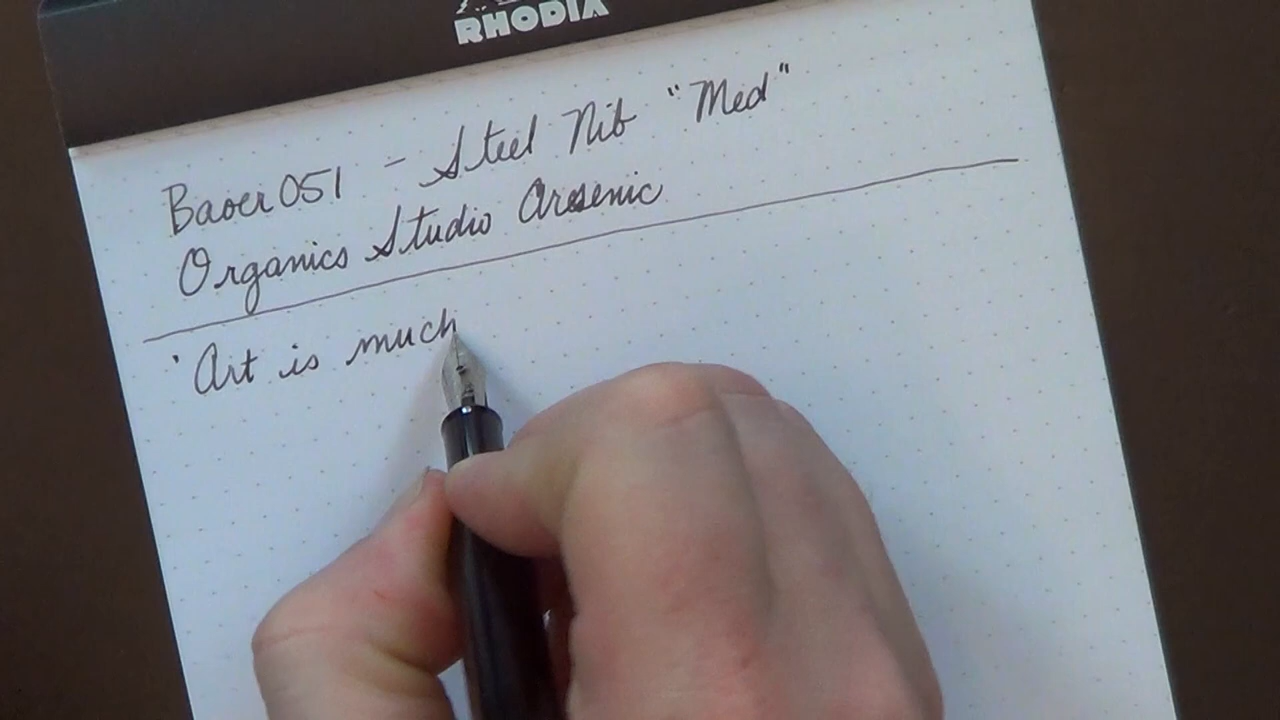 RHODIA
Baoer 051 - Steel Nib "Med"
Organics Studio Arsenic
'Art is much